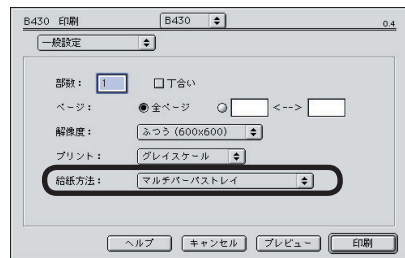 B430 印刷 B430 0.4
一般設定
部数： 1 丁合い
ページ： 全ページ <-->
解像度： ふつう (600x600)
プリント： グレイスケール
給紙方法： マルチパーパストレイ
ヘルプ キャンセル プレビュー 印刷